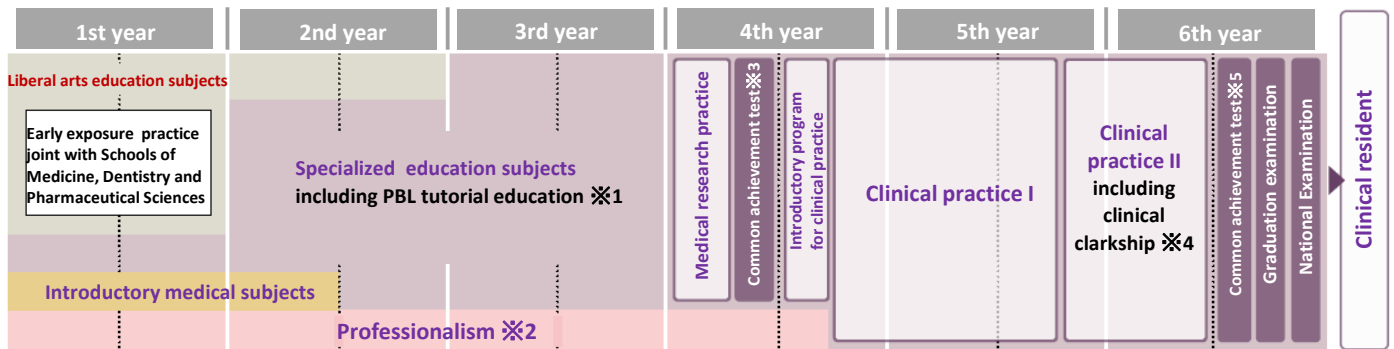 1st year
2nd year
3rd year
4th year
5th year
6th year
Liberal arts education subjects
Early exposure practice
joint with Schools of
Medicine, Dentistry and
Pharmaceutical Sciences
Specialized education subjects
including PBL tutorial education ※1
Introductory medical subjects
Professionalism ※2
Medical research practice
Common achievement test※3
Introductory program
for clinical practice
Clinical practice I
Clinical
practice II
including
clinical
clarkship ※4
Common achievement test※5
Graduation examination
National Examination
Clinical resident